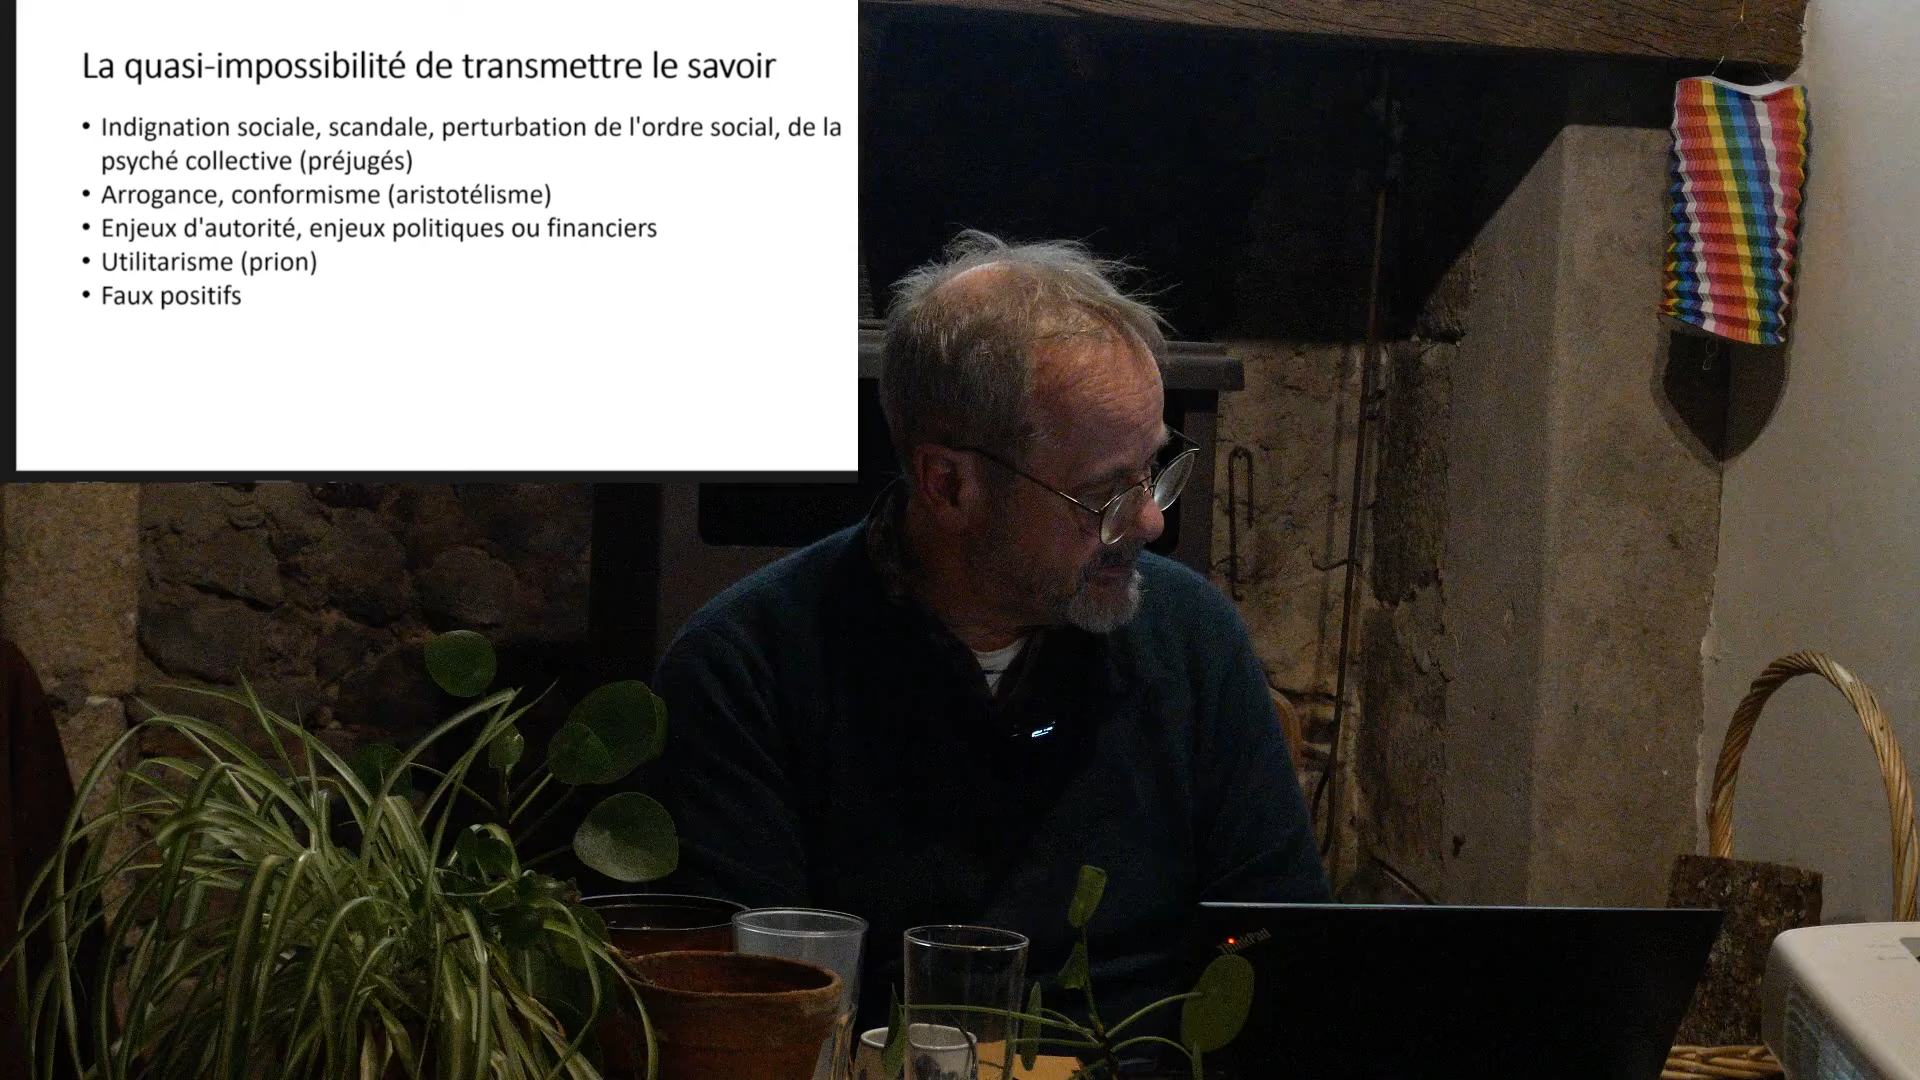 La quasi-impossibilité de transmettre le savoir
• Indignation sociale, scandale, perturbation de l'ordre social, de la
psyché collective (préjugés)
• Arrogance, conformisme (aristotélisme)
• Enjeux d'autorité, enjeux politiques ou financiers
• Utilitarisme (prion)
• Faux positifs
ThinkPad